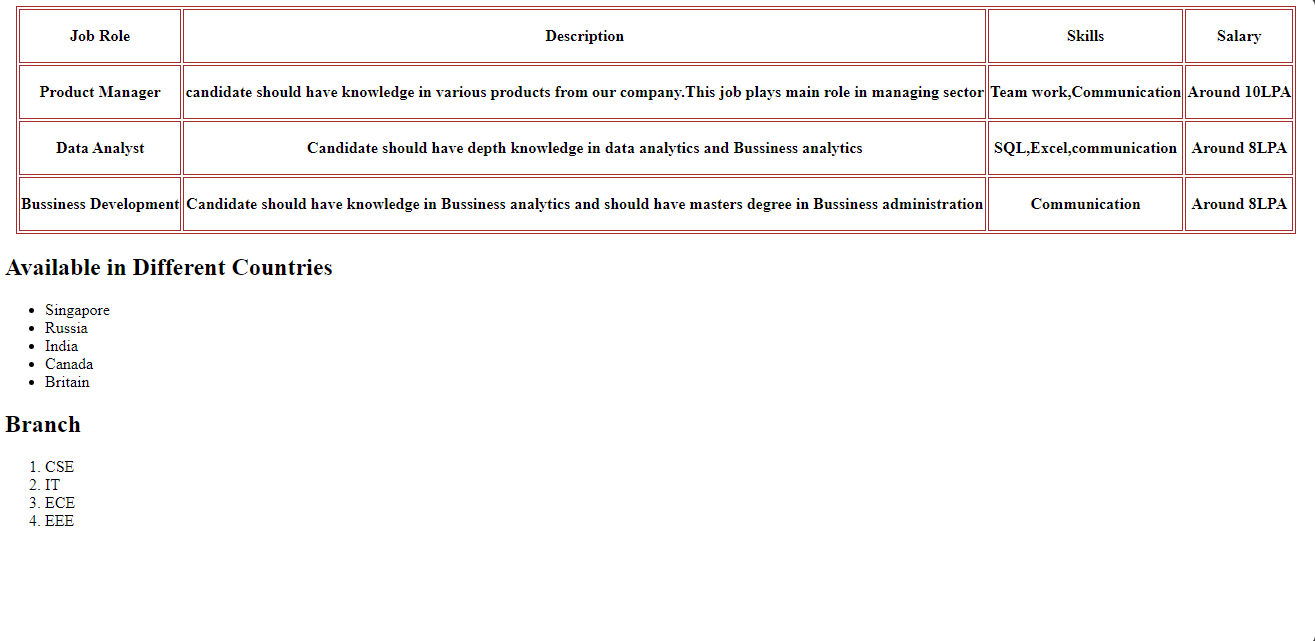 Job Role Description Skills Salary
Product Manager candidate should have knowledge in various products from our company.This job plays main role in managing sector Team work,Communication Around 10LPA
Data Analyst Candidate should have depth knowledge in data analytics and Bussiness analytics SQL,Excel,communication Around 8LPA
Bussiness Development Candidate should have knowledge in Bussiness analytics and should have masters degree in Bussiness administration Communication Around 8LPA
Available in Different Countries
• Singapore
• Russia
• India
• Canada
• Britain
Branch
1. CSE
2. IT
3. ECE
4. EEE